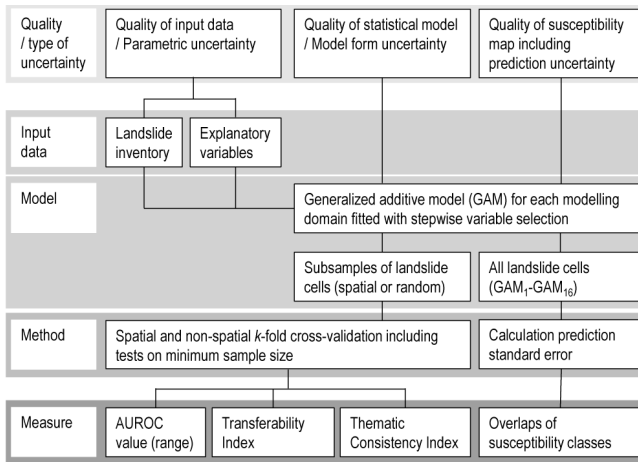 Quality
/ type of
uncertainty
Quality of input data
/ Parametric uncertainty
Quality of statistical model
/ Model form uncertainty
Quality of susceptibility
map including
prediction uncertainty
Input
data
Landslide
inventory
Explanatory
variables
Model
Generalized additive model (GAM) for each modelling
domain fitted with stepwise variable selection
Subsamples of landslide
cells (spatial or random)
All landslide cells
(GAM₁-GAM₁₆)
Method
Spatial and non-spatial k-fold cross-validation including
tests on minimum sample size
Calculation prediction
standard error
Measure
AUROC
value (range)
Transferability
Index
Thematic
Consistency Index
Overlaps of
susceptibility classes